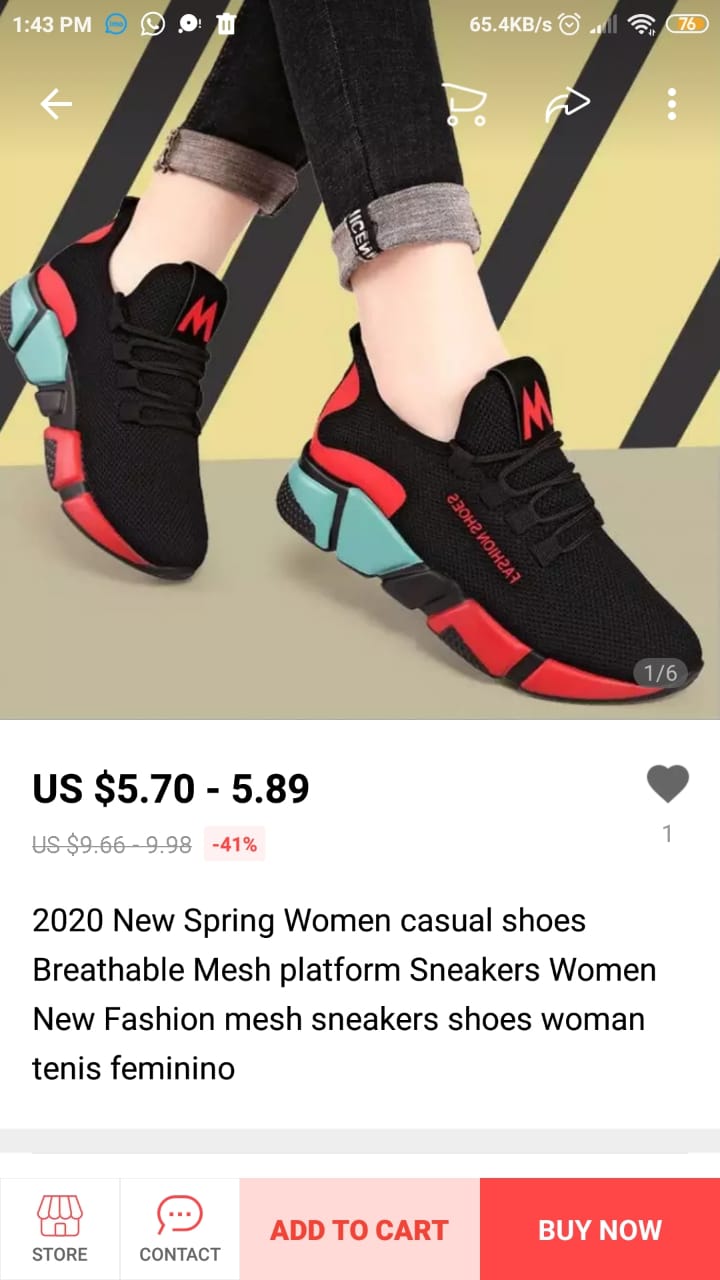 1:43 PM
65.4KB/s
76
NICEN
M
M
FASHION SHOES
1/6
US $5.70 - 5.89
US $9.66 - 9.98 -41%
1
2020 New Spring Women casual shoes
Breathable Mesh platform Sneakers Women
New Fashion mesh sneakers shoes woman
tenis feminino
STORE
CONTACT
ADD TO CART
BUY NOW